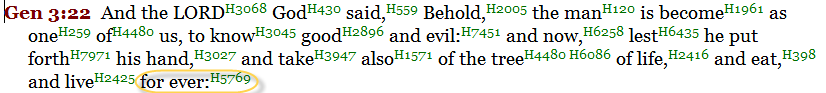 Gen 3:22 And the LORDH3068 GodH430 said,H559 Behold,H2005 the manH120 is becomeH1961 as
oneH259 ofH4480 us, to knowH3045 goodH2896 and evil:H7451 and now,H6258 lestH6435 he put
forthH7971 his hand,H3027 and takeH3947 alsoH1571 of the treeH4480 H6086 of life,H2416 and eat,H398
and liveH2425 for ever:H5769